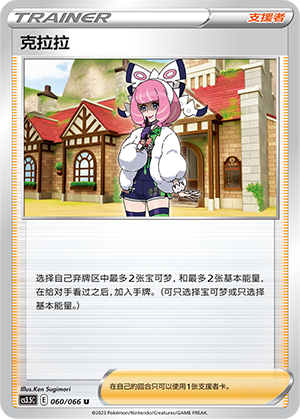 TRAINER 支援者
克拉拉
选择自己弃牌区中最多2张宝可梦，和最多2张基本能量，
在给对手看过之后，加入手牌。（可只选择宝可梦或只选择
基本能量。）
Illus.Ken Sugimori
cs3.5C E 060/066 U
在自己的回合只可以使用1张支援者卡。
©2023 Pokémon/Nintendo/Creatures/GAME FREAK.